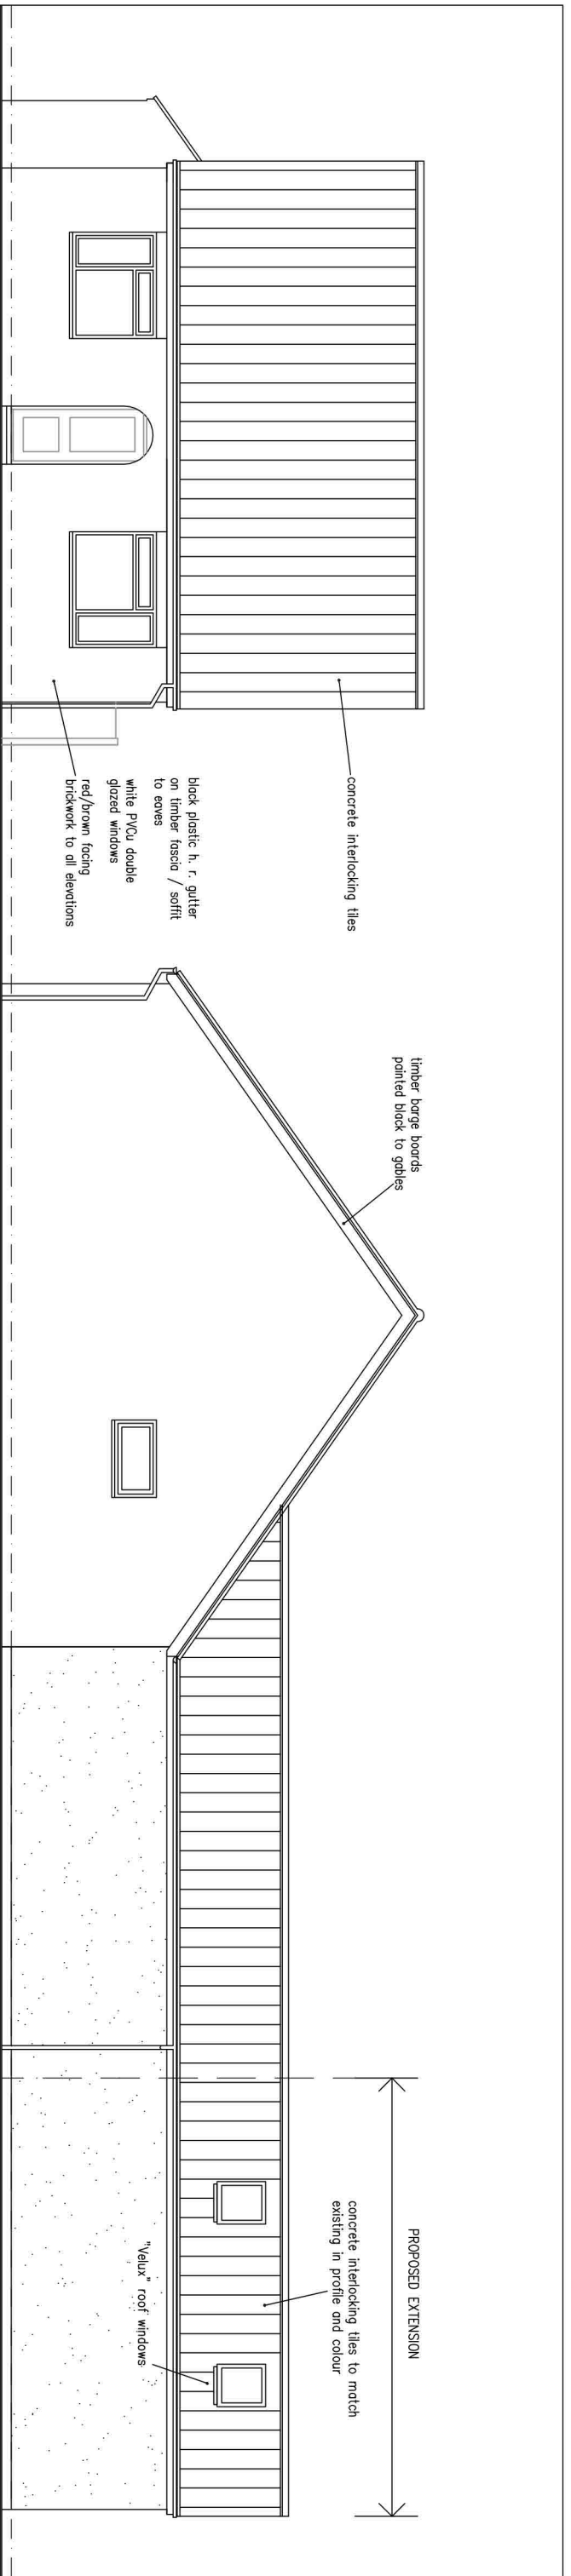 concrete interlocking tiles
black plastic h. r. gutter
on timber fascia / soffit
to eaves
white PVCu double
glazed windows
red/brown facing
brickwork to all elevations
timber barge boards
painted black to gables
PROPOSED EXTENSION
concrete interlocking tiles to match
existing in profile and colour
"Velux" roof windows